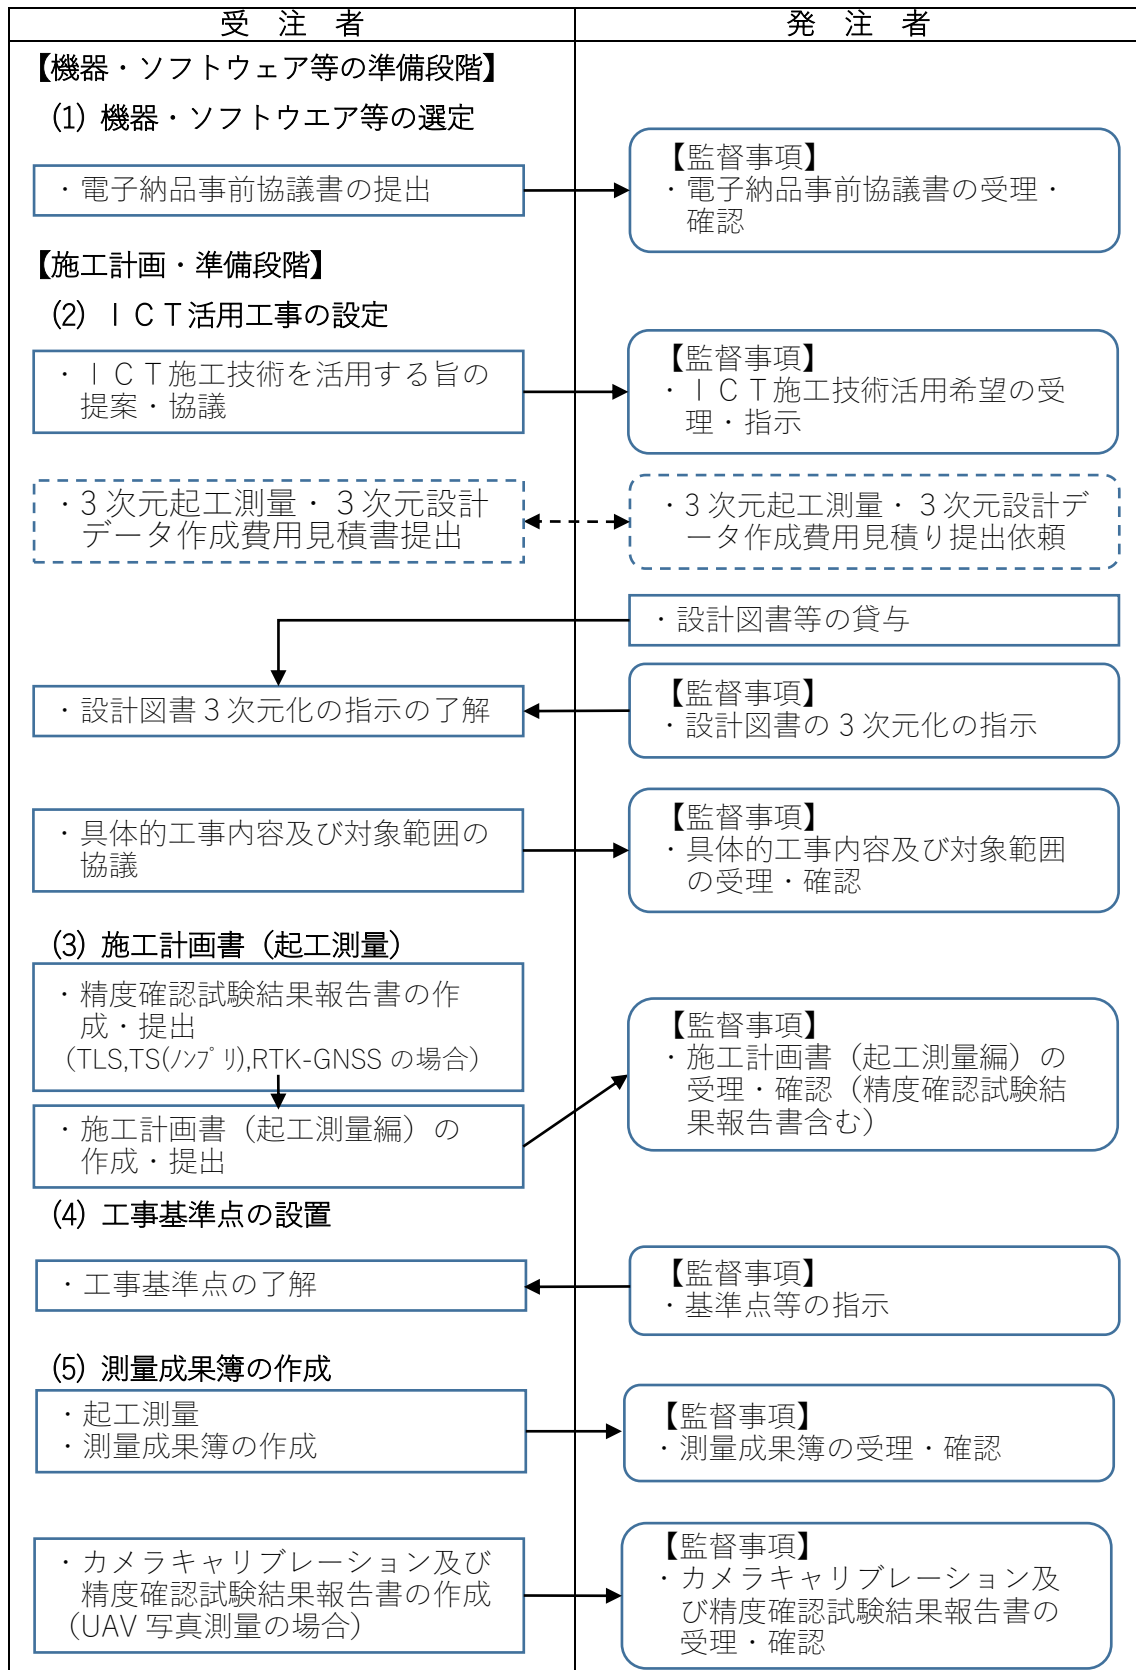 受 注 者
発 注 者
【機器・ソフトウェア等の準備段階】
(1) 機器・ソフトウエア等の選定
・電子納品事前協議書の提出
【監督事項】
・電子納品事前協議書の受理・
確認
【施工計画・準備段階】
(2) ＩＣＴ活用工事の設定
・ＩＣＴ施工技術を活用する旨の
提案・協議
【監督事項】
・ＩＣＴ施工技術活用希望の受
理・指示
・３次元起工測量・３次元設計
データ作成費用見積書提出
・３次元起工測量・３次元設計デ
ータ作成費用見積り提出依頼
・設計図書等の貸与
・設計図書３次元化の指示の了解
【監督事項】
・設計図書の３次元化の指示
・具体的工事内容及び対象範囲の
協議
【監督事項】
・具体的工事内容及び対象範囲
の受理・確認
(3) 施工計画書（起工測量）
・精度確認試験結果報告書の作
成・提出
（TLS,TS(ﾉﾝﾌﾟﾘ),RTK-GNSS の場合）
・施工計画書（起工測量編）の
作成・提出
【監督事項】
・施工計画書（起工測量編）の
受理・確認（精度確認試験結
果報告書含む）
(4) 工事基準点の設置
・工事基準点の了解
【監督事項】
・基準点等の指示
(5) 測量成果簿の作成
・起工測量
・測量成果簿の作成
【監督事項】
・測量成果簿の受理・確認
・カメラキャリブレーション及び
精度確認試験結果報告書の作成
（UAV 写真測量の場合）
【監督事項】
・カメラキャリブレーション及
び精度確認試験結果報告書の
受理・確認